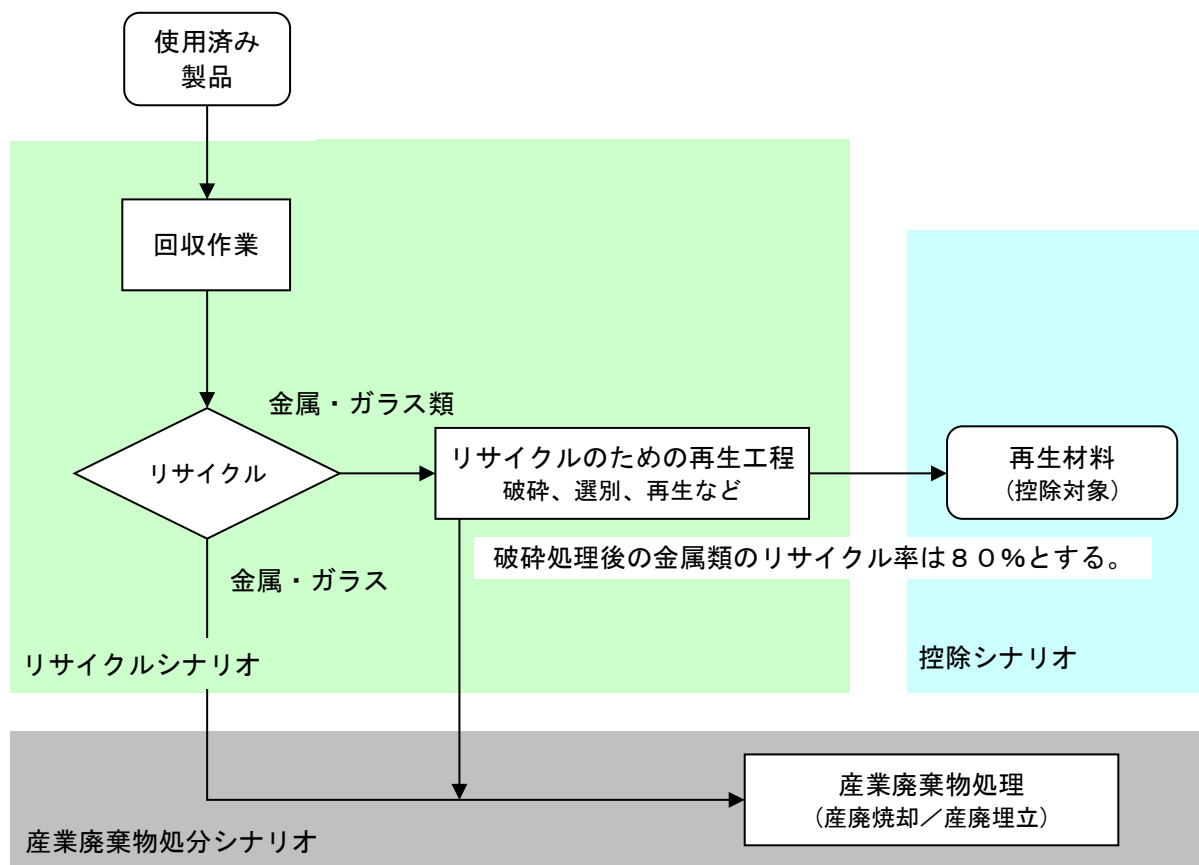 使用済み
製品
回収作業
金属・ガラス類
リサイクル
リサイクルのための再生工程
破砕、選別、再生など
再生材料
（控除対象）
破砕処理後の金属類のリサイクル率は８０％とする。
金属・ガラス
リサイクルシナリオ
控除シナリオ
産業廃棄物処理
（産廃焼却／産廃埋立）
産業廃棄物処分シナリオ